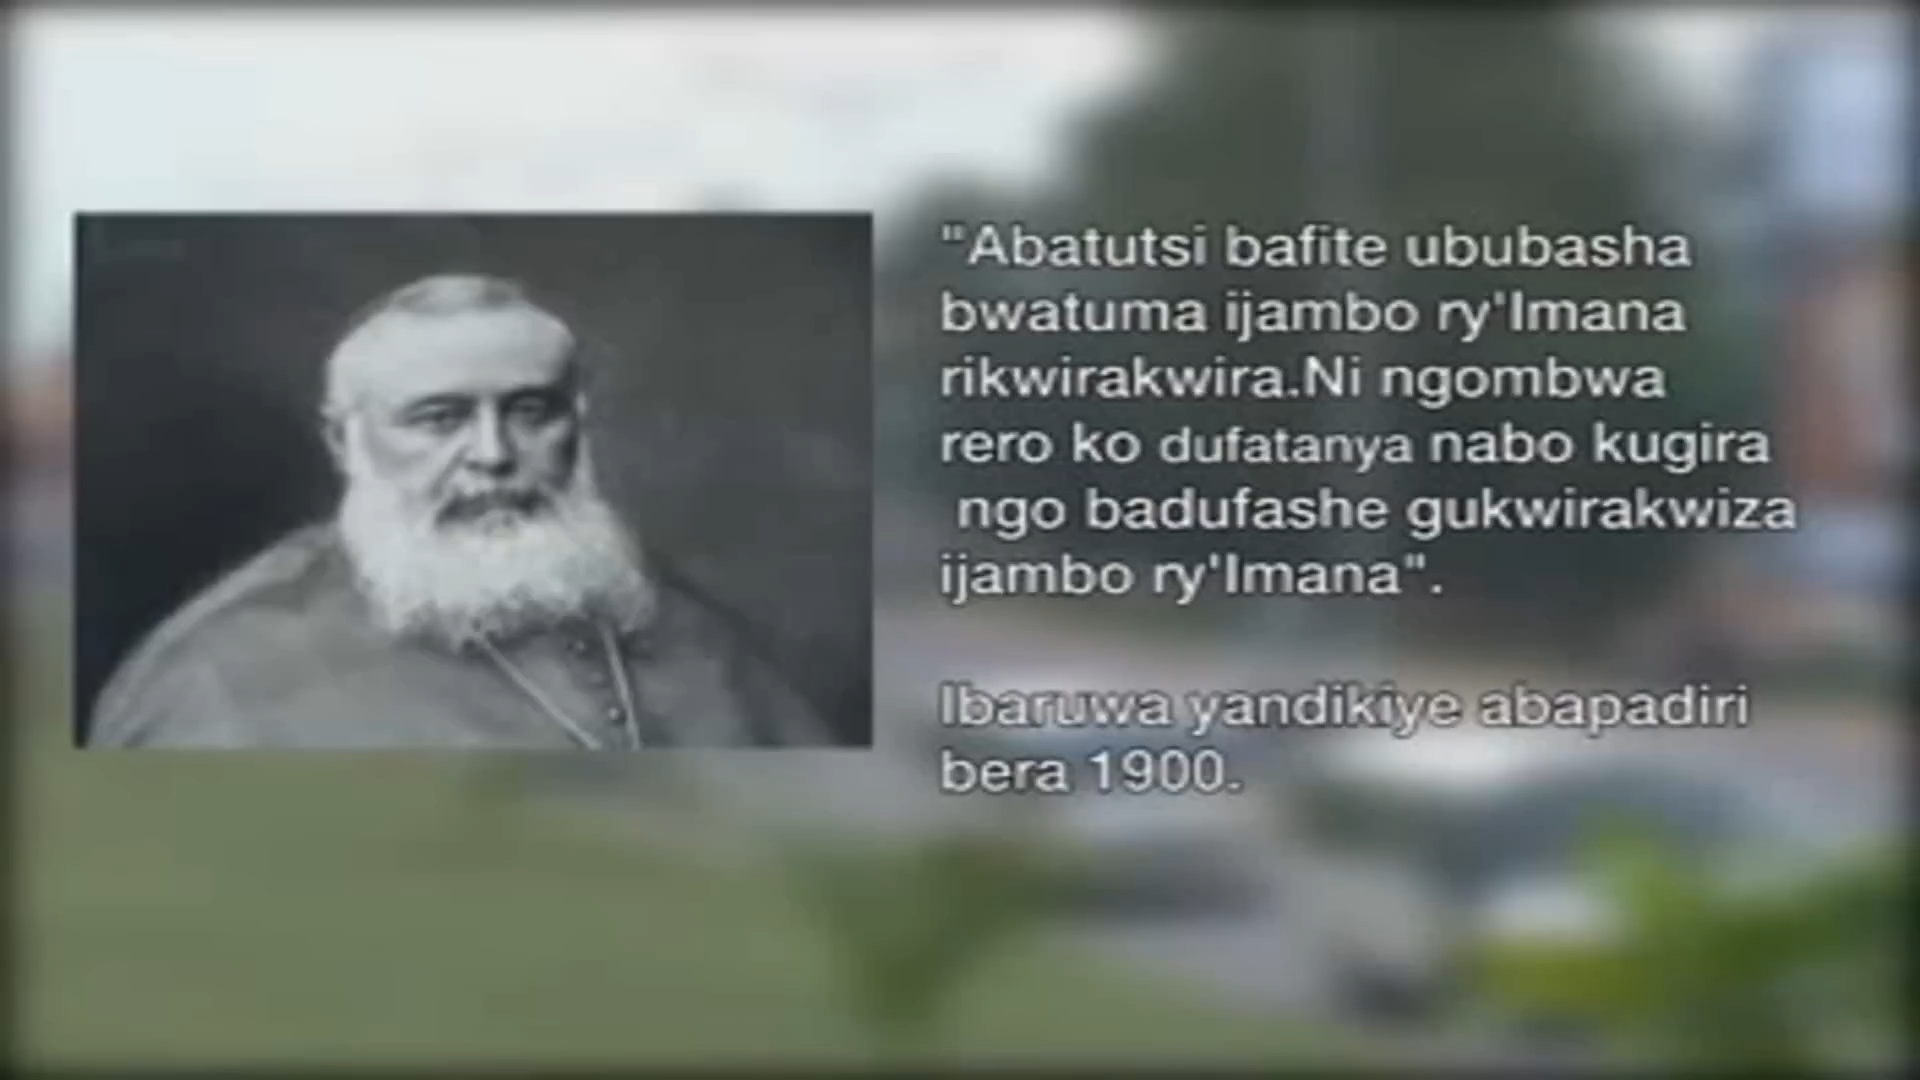 "Abatutsi bafite ububasha
bwatuma ijambo ry'Imana
rikwirakwira.Ni ngombwa
rero ko dufatanya nabo kugira
ngo badufashe gukwirakwiza
ijambo ry'Imana".
Ibaruwa yandikiye abapadiri
bera 1900.